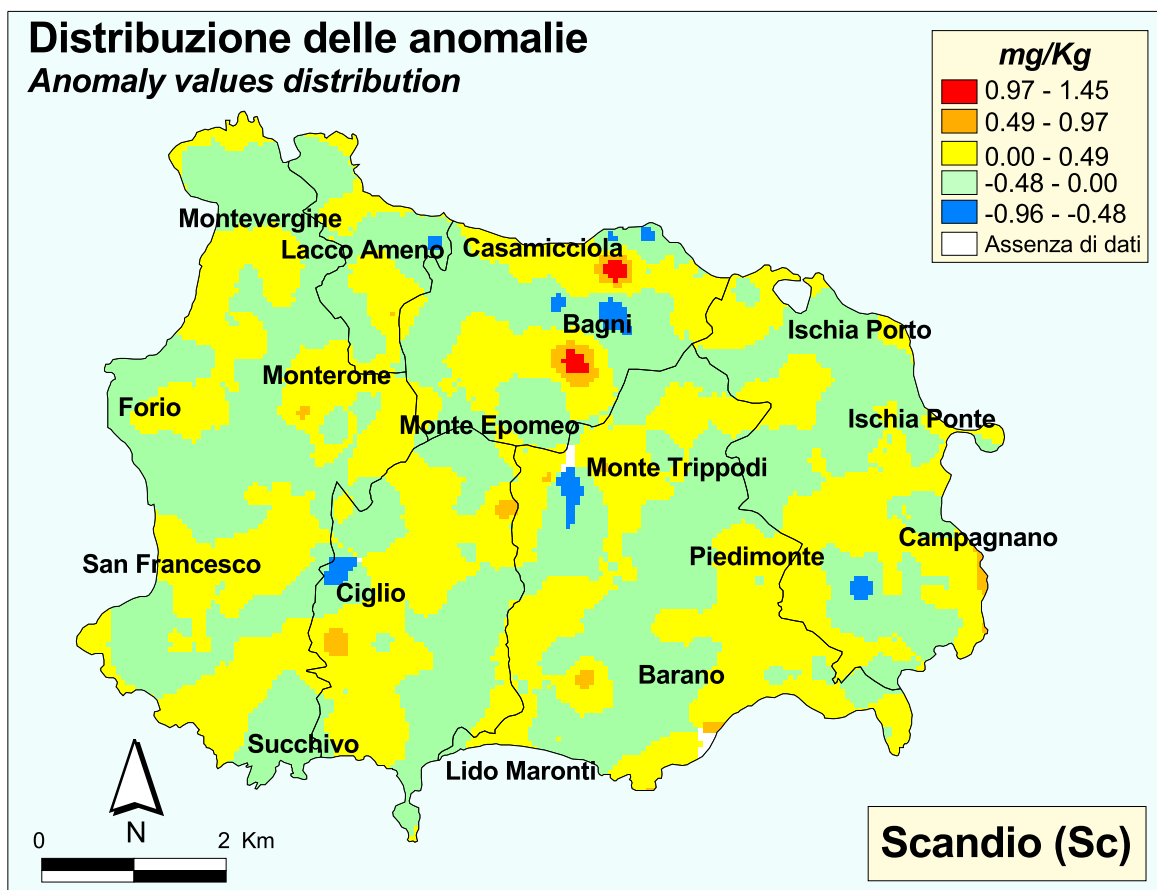 Distribuzione delle anomalie
Anomaly values distribution
mg/Kg
0.97 - 1.45
0.49 - 0.97
0.00 - 0.49
-0.48 - 0.00
-0.96 - -0.48
Assenza di dati
Montevergine
Lacco Ameno
Casamicciola
Bagni
Ischia Porto
Monterone
Forio
Monte Epomeo
Ischia Ponte
Monte Trippodi
Campagnano
San Francesco
Piedimonte
Ciglio
Barano
Succhivo
Lido Maronti
N
0 2 Km
Scandio (Sc)